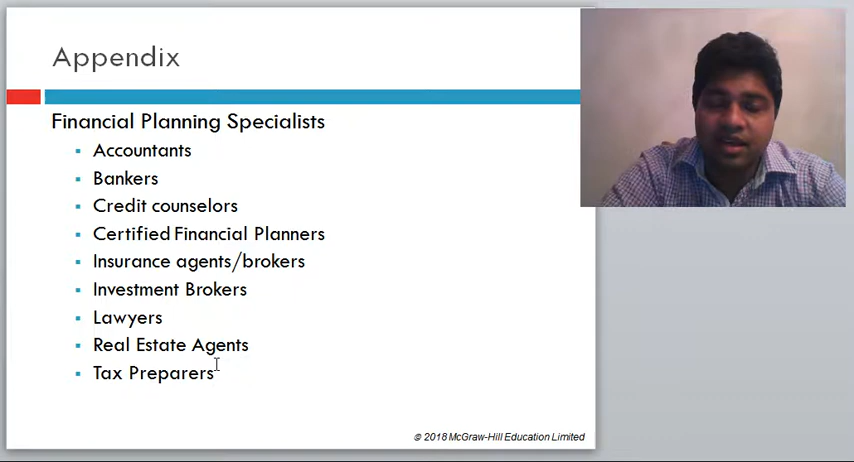 Appendix
Financial Planning Specialists
Accountants
Bankers
Credit counselors
Certified Financial Planners
Insurance agents/brokers
Investment Brokers
Lawyers
Real Estate Agents
Tax Preparers
© 2018 McGraw-Hill Education Limited